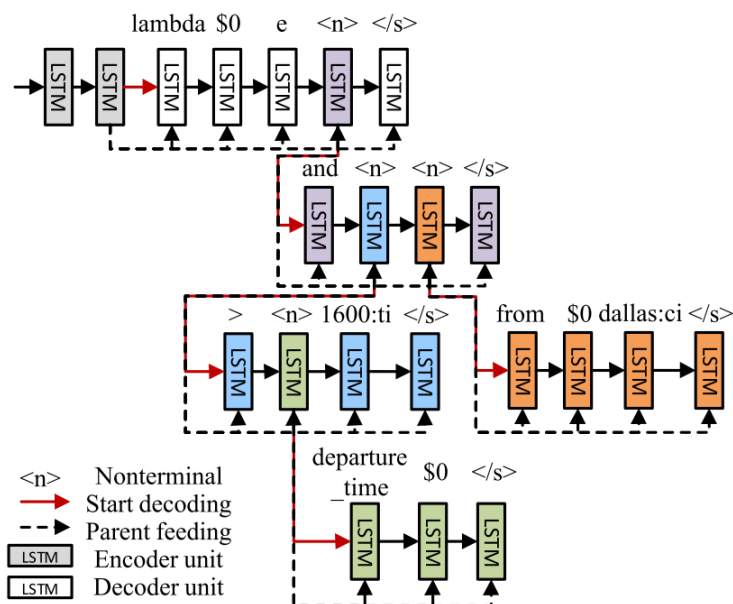 lambda $0 e <n> </s>
LSTM LSTM LSTM LSTM LSTM LSTM LSTM
and <n> <n> </s>
LSTM LSTM LSTM LSTM
> <n> 1600:ti </s>
from $0 dallas:ci </s>
LSTM LSTM LSTM LSTM
LSTM LSTM LSTM LSTM
departure
_time
$0 </s>
LSTM LSTM LSTM
<n> Nonterminal
Start decoding
Parent feeding
LSTM Encoder unit
LSTM Decoder unit